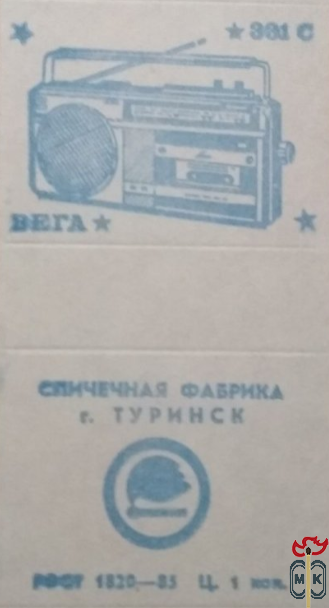 331 С
ВЕГА
СПИЧЕЧНАЯ ФАБРИКА
г. ТУРИНСК
ГОСТ 1820—85 Ц. 1 коп.
МК